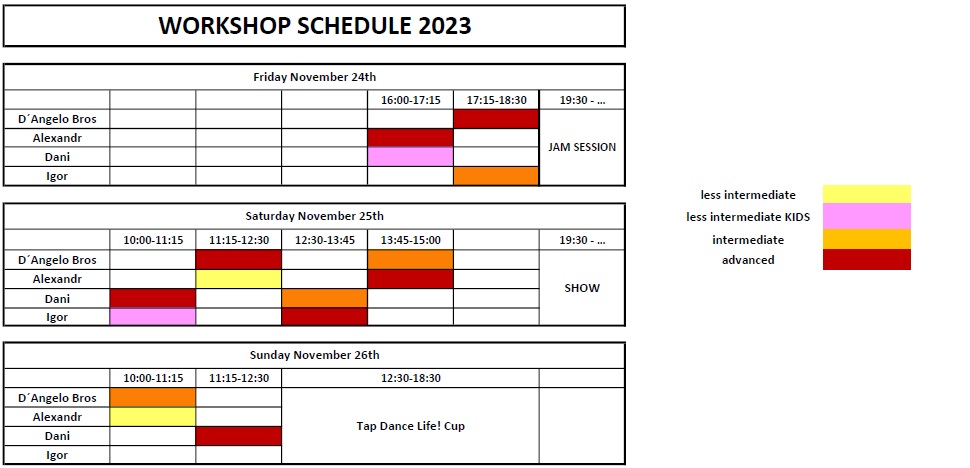 WORKSHOP SCHEDULE 2023
Friday November 24th
16:00-17:15 17:15-18:30 19:30 - ...
D´Angelo Bros
Alexandr
JAM SESSION
Dani
Igor
less intermediate
less intermediate KIDS
intermediate
advanced
Saturday November 25th
10:00-11:15 11:15-12:30 12:30-13:45 13:45-15:00 19:30 - ...
D´Angelo Bros
Alexandr
SHOW
Dani
Igor
Sunday November 26th
10:00-11:15 11:15-12:30 12:30-18:30
D´Angelo Bros
Alexandr
Tap Dance Life! Cup
Dani
Igor